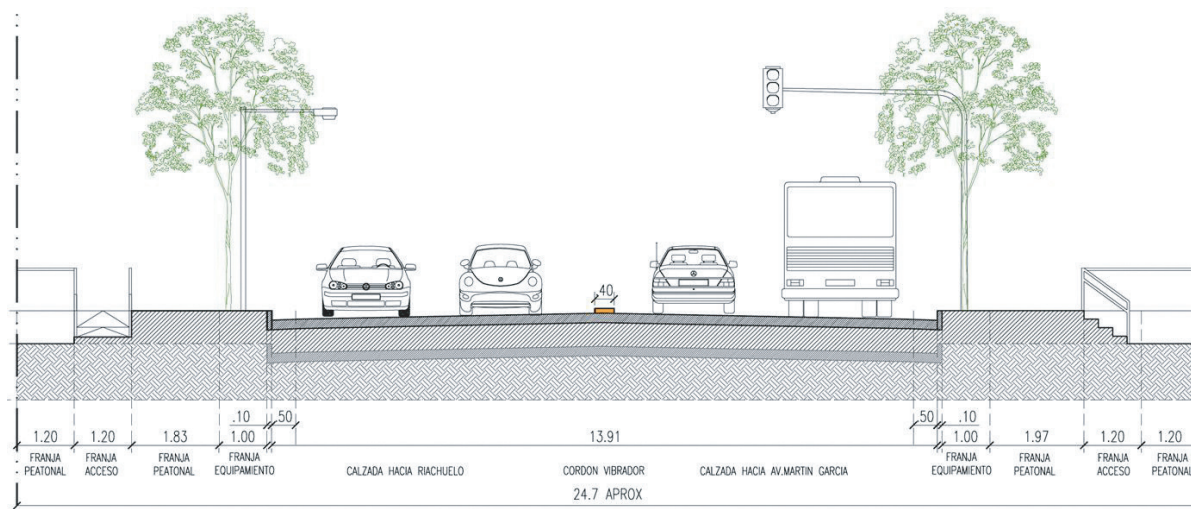 .40
.10
.50
.50
.10
1.20
1.20
1.83
1.00
13.91
1.00
1.97
1.20
1.20
FRANJA
PEATONAL
FRANJA
ACCESO
FRANJA
PEATONAL
FRANJA
EQUIPAMIENTO
CALZADA HACIA RIACHUELO
CORDON VIBRADOR
CALZADA HACIA AV.MARTIN GARCIA
FRANJA
EQUIPAMIENTO
FRANJA
PEATONAL
FRANJA
ACCESO
FRANJA
PEATONAL
24.7 APROX